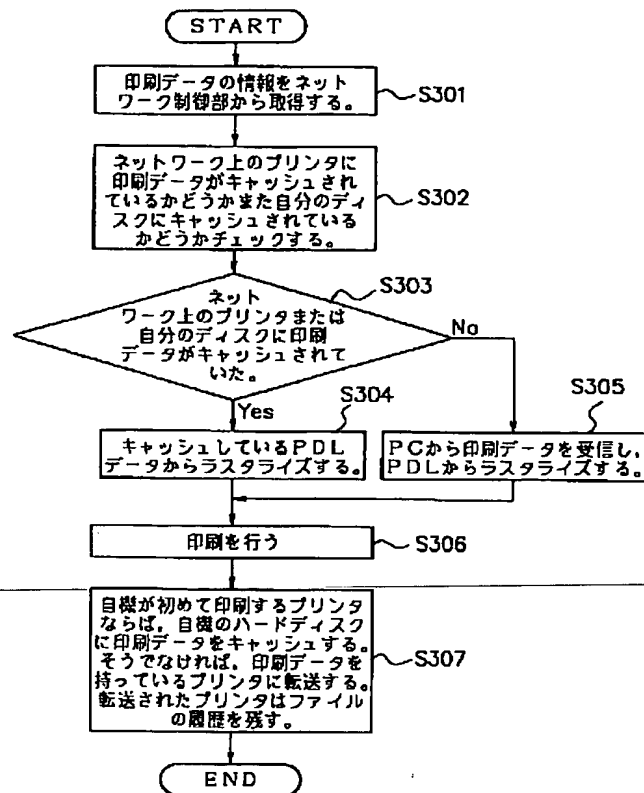 START
印刷データの情報をネット
ワーク制御部から取得する。
S301
ネットワーク上のプリンタに
印刷データがキャッシュされ
ているかどうかまた自分のディ
スクにキャッシュされている
かどうかチェックする。
S302
S303
ネット
ワーク上のプリンタまたは
自分のディスクに印刷
データがキャッシュされて
いた。
No
Yes
S304
S305
キャッシュしているPDL
データからラスタライズする。
PCから印刷データを受信し,
PDLからラスタライズする。
印刷を行う
S306
自機が初めて印刷するプリンタ
ならば,自機のハードディスク
に印刷データをキャッシュする。
そうでなければ,印刷データを
持っているプリンタに転送する。
転送されたプリンタはファイル
の履歴を残す。
S307
END